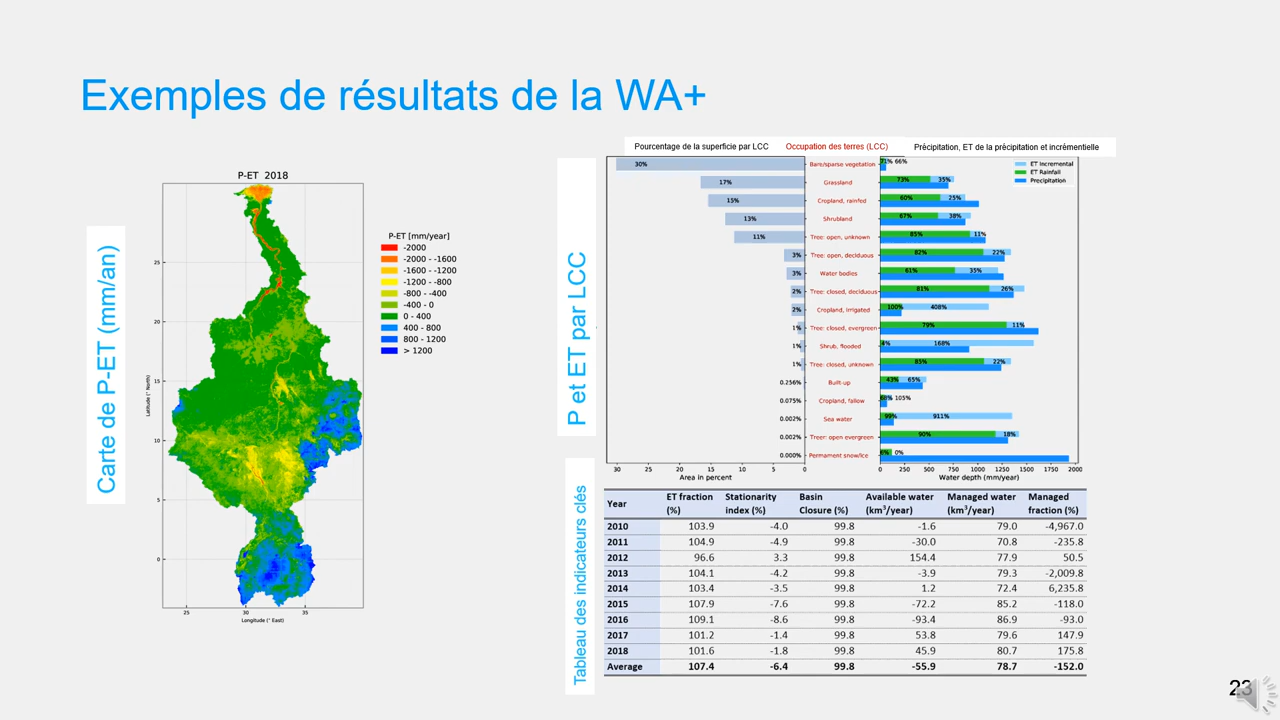 Exemples de résultats de la WA+
Carte de P-ET (mm/an)
P-ET 2018
25
20
15
10
5
0
Latitude (° North)
25 30 35
Longitud (° East)
P-ET [mm/year]
-2000
-2000 - -1600
-1600 - -1200
-1200 - -800
-800 - -400
-400 - 0
0 - 400
400 - 800
800 - 1200
> 1200
P et ET par LCC
Pourcentage de la superficie par LCC Occupation des terres (LCC) Précipitation, ET de la précipitation et incrémentielle
ET Incremental
ET Rainfall
Precipitation
30% Bare/sparse vegetation 71% 66%
17% Grassland 73% 35%
15% Cropland, rainfed 60% 25%
13% Shrubland 67% 38%
11% Tree: open, unknown 85% 11%
3% Tree: open, deciduous 82% 22%
3% Water bodies 61% 35%
2% Tree: closed, deciduous 81% 26%
2% Cropland, irrigated 100% 408%
1% Tree: closed, evergreen 79% 11%
1% Shrub, flooded 4% 168%
1% Tree: closed, unknown 85% 22%
0.256% Built-up 43% 65%
0.075% Cropland, fallow 68% 105%
0.002% Sea water 99% 911%
0.002% Treer: open evergreen 90% 18%
0.000% Permament snow/ice 6% 0%
30 25 20 15 10 5 0 0 250 500 750 1000 1250 1500 1750 2000
Area in percent Water depth (mm/year)
Tableau des indicateurs clés
Year ET fraction (%) Stationarity index (%) Basin Closure (%) Available water (km³/year) Managed water (km³/year) Managed fraction (%)
2010 103.9 -4.0 99.8 -1.6 79.0 -4,967.0
2011 104.9 -4.9 99.8 -30.0 70.8 -235.8
2012 96.6 3.3 99.8 154.4 77.9 50.5
2013 104.1 -4.2 99.8 -3.9 79.3 -2,009.8
2014 103.4 -3.5 99.8 1.2 72.4 6,235.8
2015 107.9 -7.6 99.8 -72.2 85.2 -118.0
2016 109.1 -8.6 99.8 -93.4 86.9 -93.0
2017 101.2 -1.4 99.8 53.8 79.6 147.9
2018 101.6 -1.8 99.8 45.9 80.7 175.8
Average 107.4 -6.4 99.8 -55.9 78.7 -152.0
23